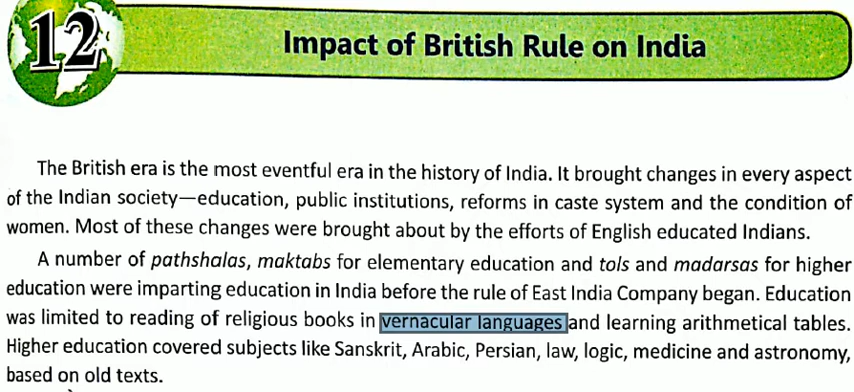 12
Impact of British Rule on India
The British era is the most eventful era in the history of India. It brought changes in every aspect
of the Indian society—education, public institutions, reforms in caste system and the condition of
women. Most of these changes were brought about by the efforts of English educated Indians.
A number of pathshalas, maktabs for elementary education and tols and madarsas for higher
education were imparting education in India before the rule of East India Company began. Education
was limited to reading of religious books in vernacular languages and learning arithmetical tables.
Higher education covered subjects like Sanskrit, Arabic, Persian, law, logic, medicine and astronomy,
based on old texts.